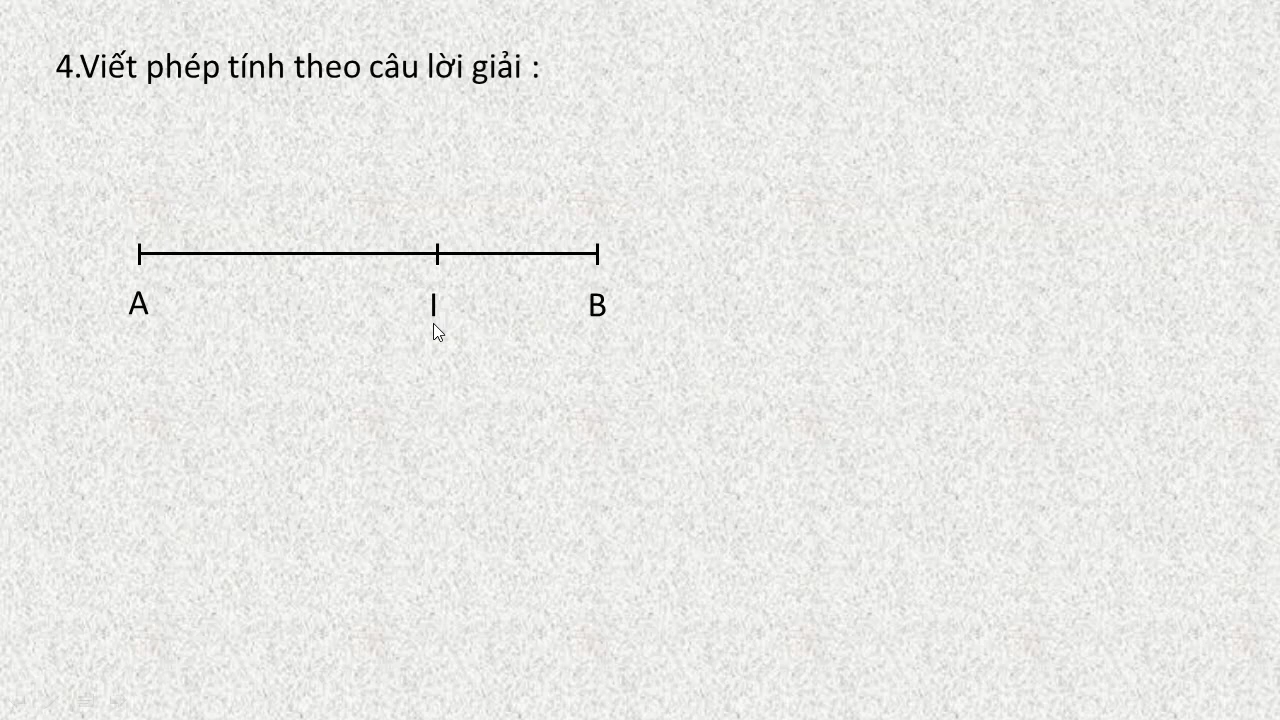 4.Viết phép tính theo câu lời giải :
A I B